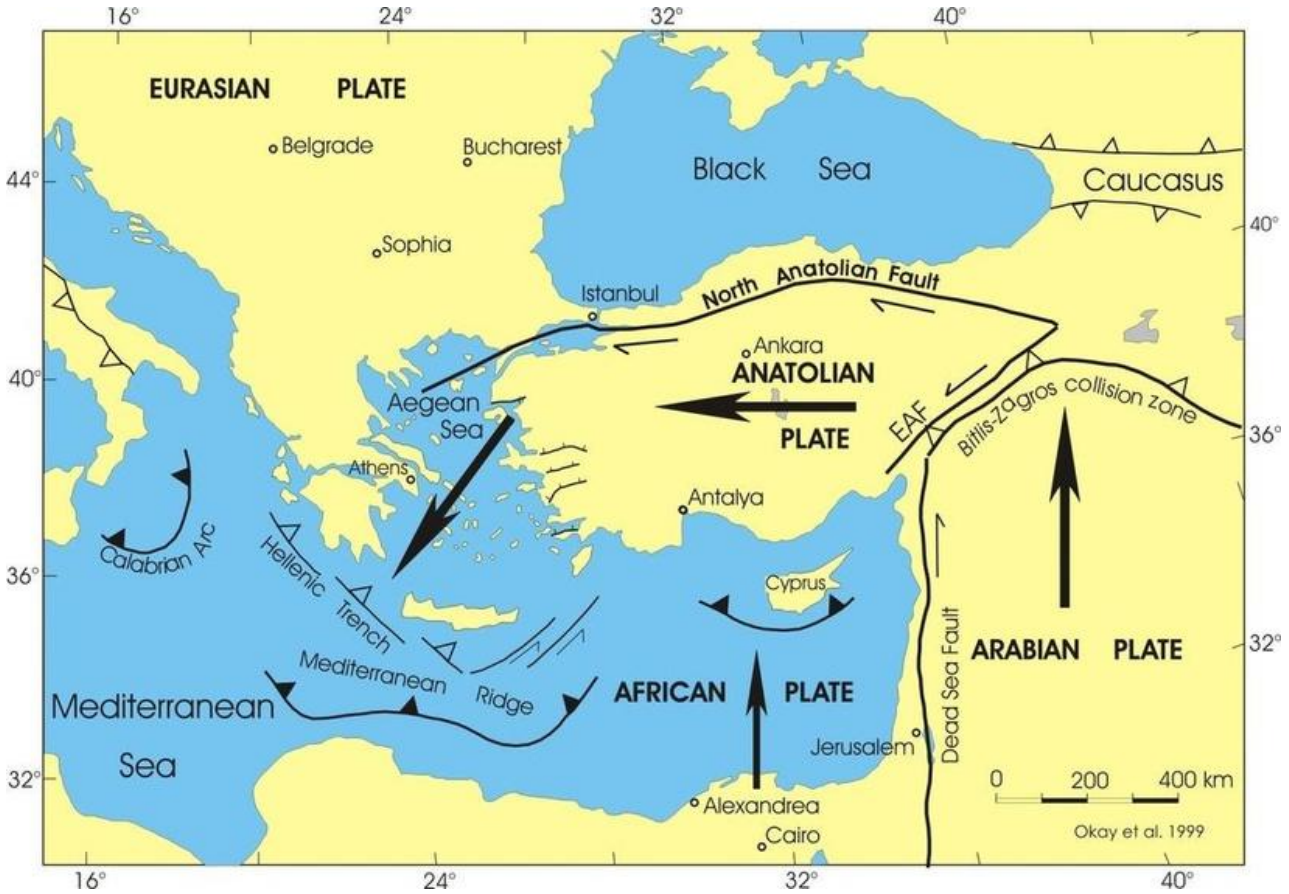 16°
24°
32°
40°
EURASIAN PLATE
Belgrade
Bucharest
Black Sea
Caucasus
44°
40°
Sophia
Istanbul
North Anatolian Fault
Ankara
ANATOLIAN
PLATE
40°
Aegean
Sea
EAF
Bitlis-Zagros collision zone
36°
Athens
Antalya
Calabrian Arc
Hellenic
Trench
36°
Cyprus
Mediterranean
Ridge
ARABIAN PLATE
32°
AFRICAN PLATE
Mediterranean
Sea
Dead Sea Fault
Jerusalem
32°
0 200 400 km
Alexandrea
Cairo
Okay et al. 1999
16°
24°
32°
40°